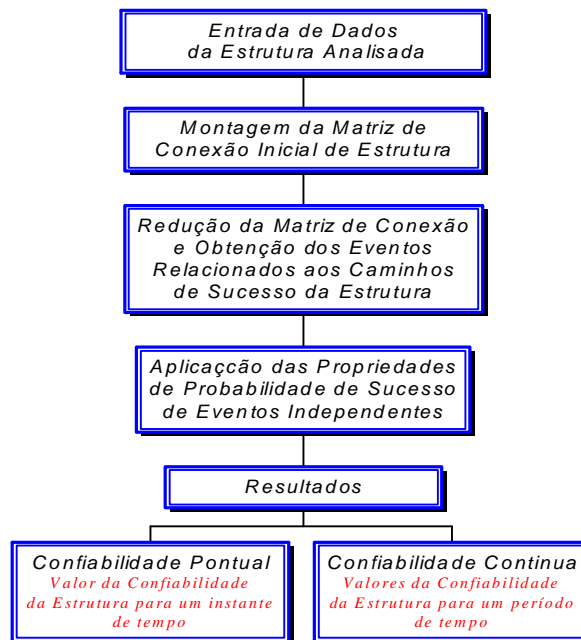 Entrada de Dados
da Estrutura Analisada
Montagem da Matriz de
Conexão Inicial de Estrutura
Redução da Matriz de Conexão
e Obtenção dos Eventos
Relacionados aos Caminhos
de Sucesso da Estrutura
Aplicaçcão das Propriedades
de Probabilidade de Sucesso
de Eventos Independentes
Resultados
Confiabilidade Pontual
Valor da Confiabilidade
da Estrutura para um instante
de tempo
Confiabilidade Continua
Valores da Confiabilidade
da Estrutura para um período
de tempo